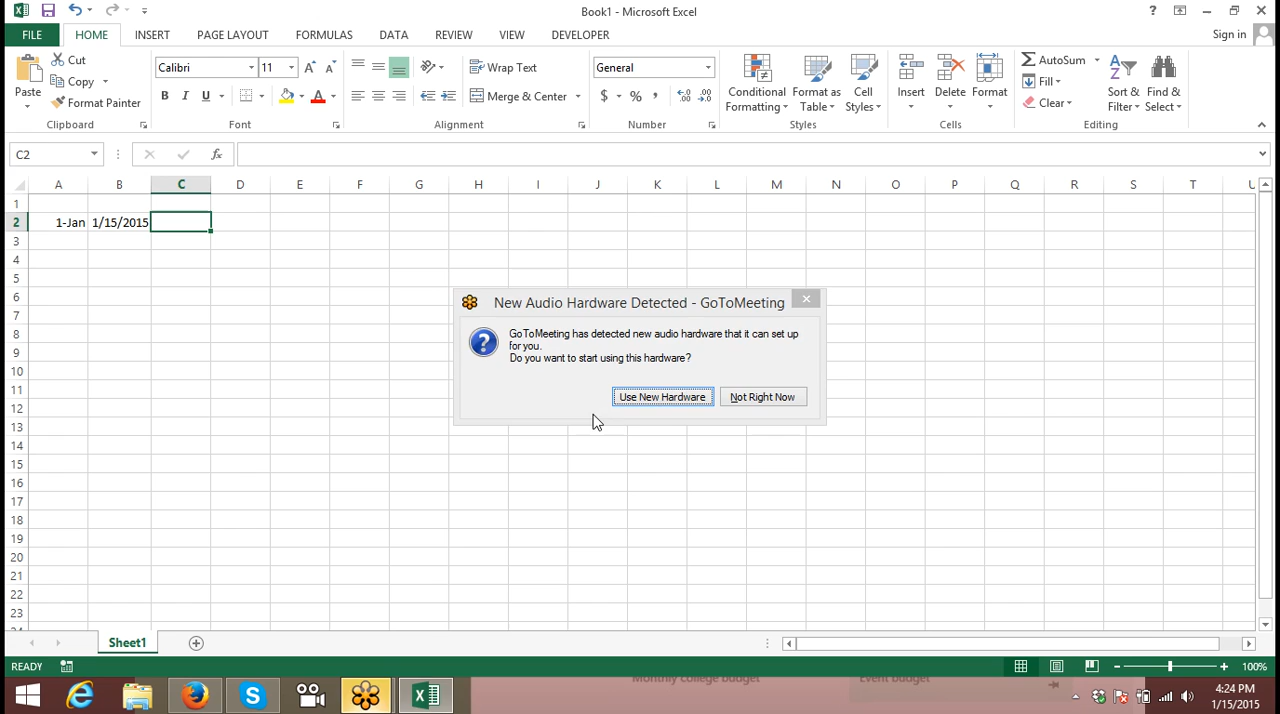 Book1 - Microsoft Excel
?
FILE HOME INSERT PAGE LAYOUT FORMULAS DATA REVIEW VIEW DEVELOPER Sign in
Paste
Cut
Copy
Format Painter
Clipboard
Calibri 11
B I U A
Font
Wrap Text
Merge & Center
Alignment
General
$ % ,
Number
Conditional Formatting
Format as Table
Cell Styles
Styles
Insert Delete Format
Cells
AutoSum
Fill
Clear
Sort & Filter
Find & Select
Editing
C2 fx
A B C D E F G H I J K L M N O P Q R S T U
1
2 1-Jan 1/15/2015
3
4
5
6
7
8
9
10
11
12
13
14
15
16
17
18
19
20
21
22
23
24
New Audio Hardware Detected - GoToMeeting
GoToMeeting has detected new audio hardware that it can set up
for you.
Do you want to start using this hardware?
Use New Hardware Not Right Now
Sheet1
READY 100%
Monthly college budget Event budget
4:24 PM
1/15/2015